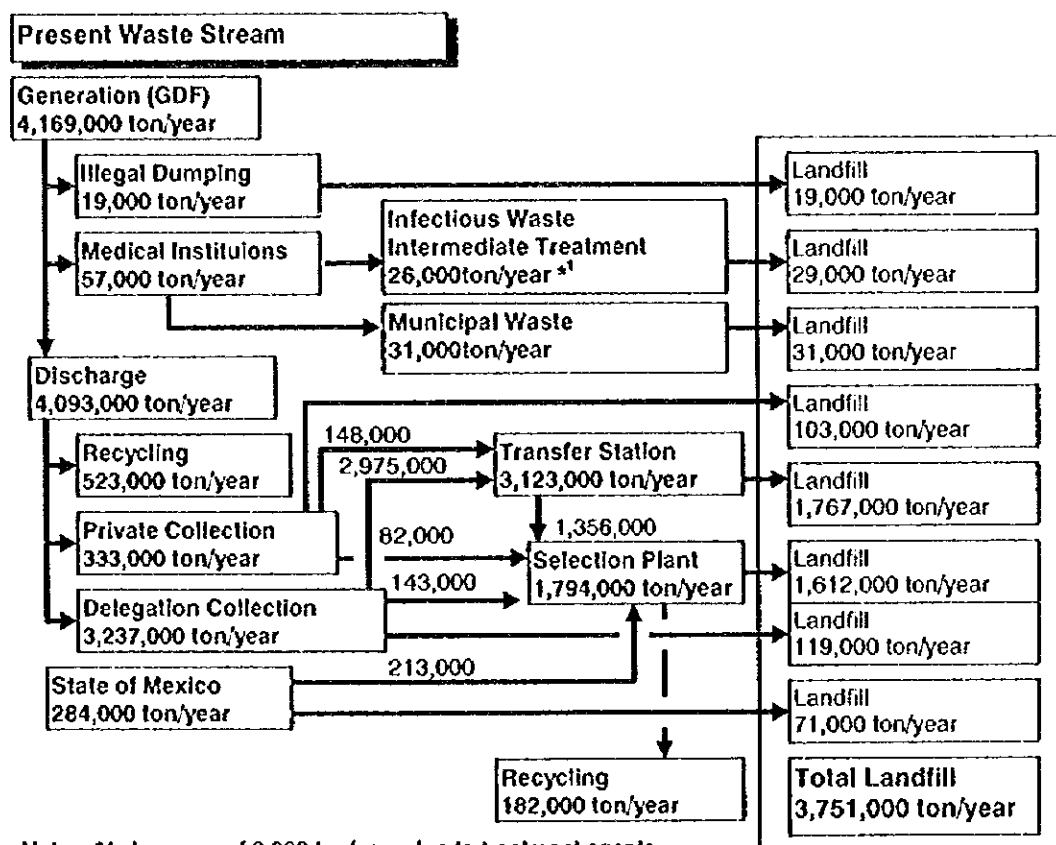 Present Waste Stream
Generation (GDF)
4,169,000 ton/year
Illegal Dumping
19,000 ton/year
Landfill
19,000 ton/year
Medical Instituions
57,000 ton/year
Infectious Waste
Intermediate Treatment
26,000ton/year *1
Landfill
29,000 ton/year
Municipal Waste
31,000ton/year
Landfill
31,000 ton/year
Discharge
4,093,000 ton/year
Landfill
103,000 ton/year
Recycling
523,000 ton/year
148,000
2,975,000
Transfer Station
3,123,000 ton/year
Landfill
1,767,000 ton/year
Private Collection
333,000 ton/year
82,000
1,356,000
Selection Plant
1,794,000 ton/year
Landfill
1,612,000 ton/year
Delegation Collection
3,237,000 ton/year
143,000
Landfill
119,000 ton/year
State of Mexico
284,000 ton/year
213,000
Landfill
71,000 ton/year
Recycling
182,000 ton/year
Total Landfill
3,751,000 ton/year